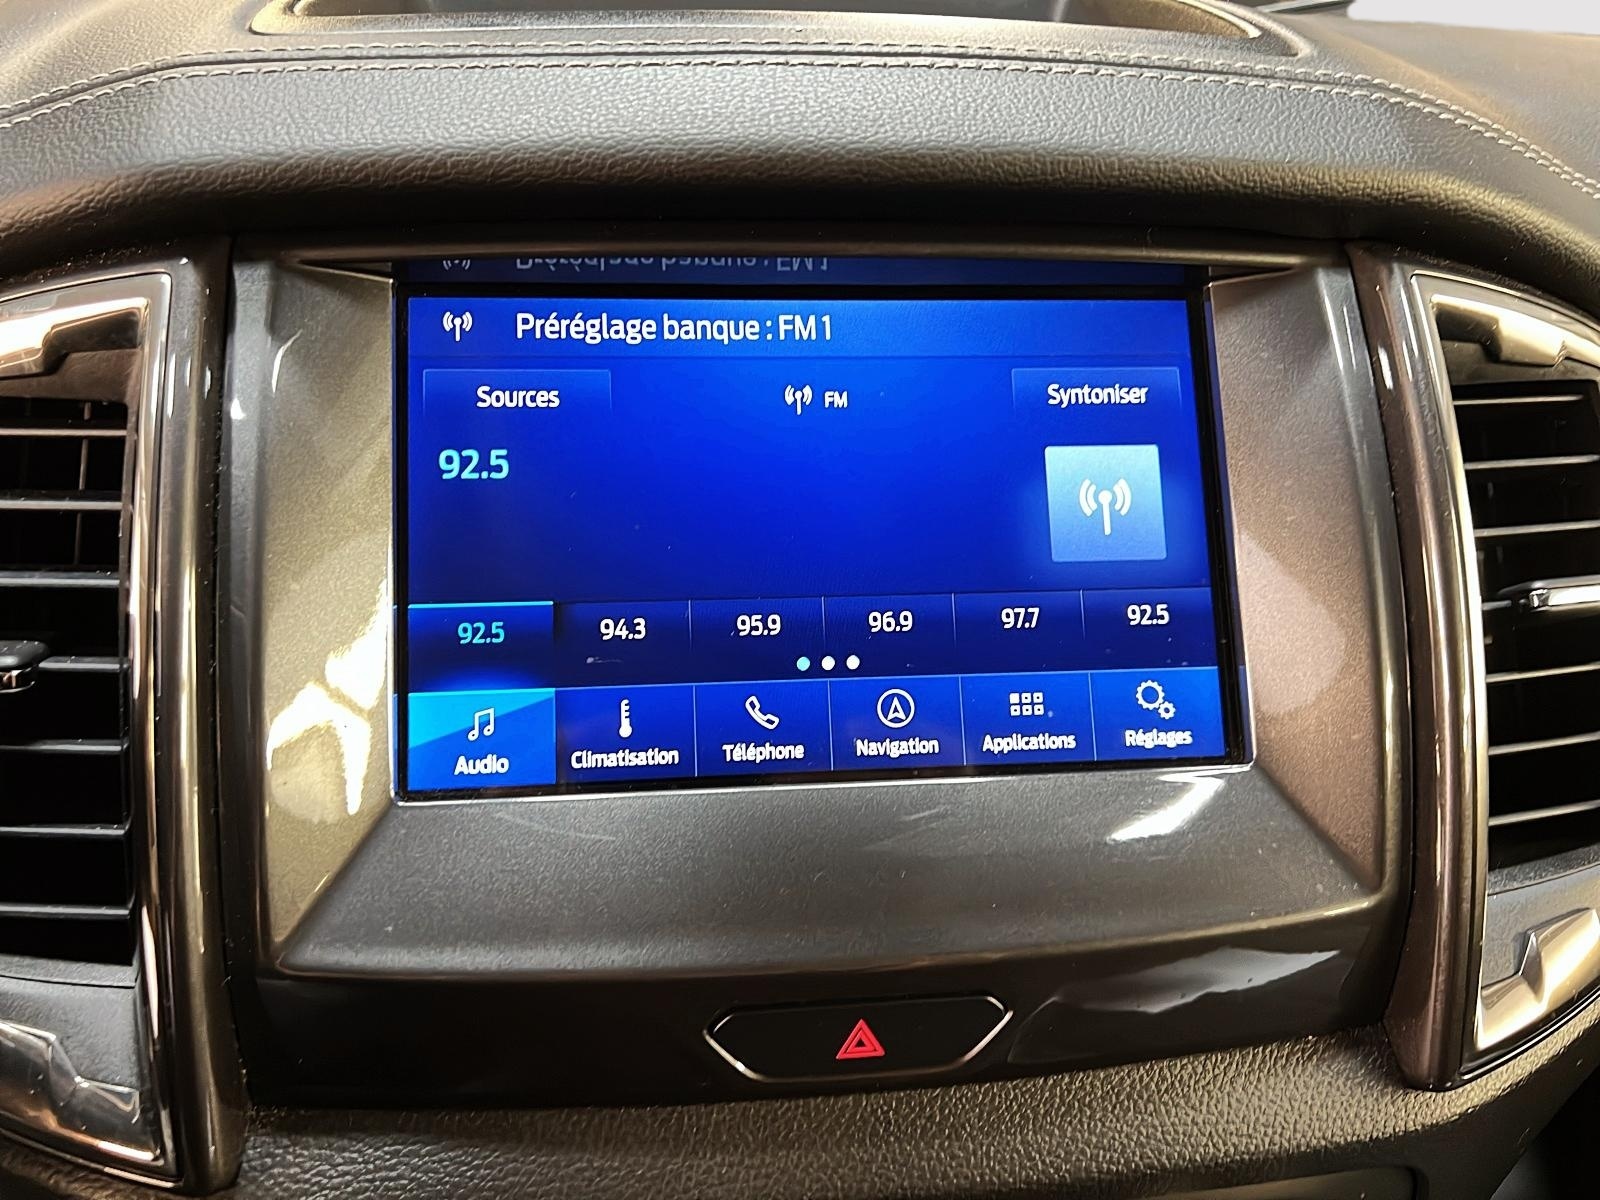 Préréglage banque : FM 1
Sources
FM
Syntoniser
92.5
92.5 94.3 95.9 96.9 97.7 92.5
Audio Climatisation Téléphone Navigation Applications Réglages